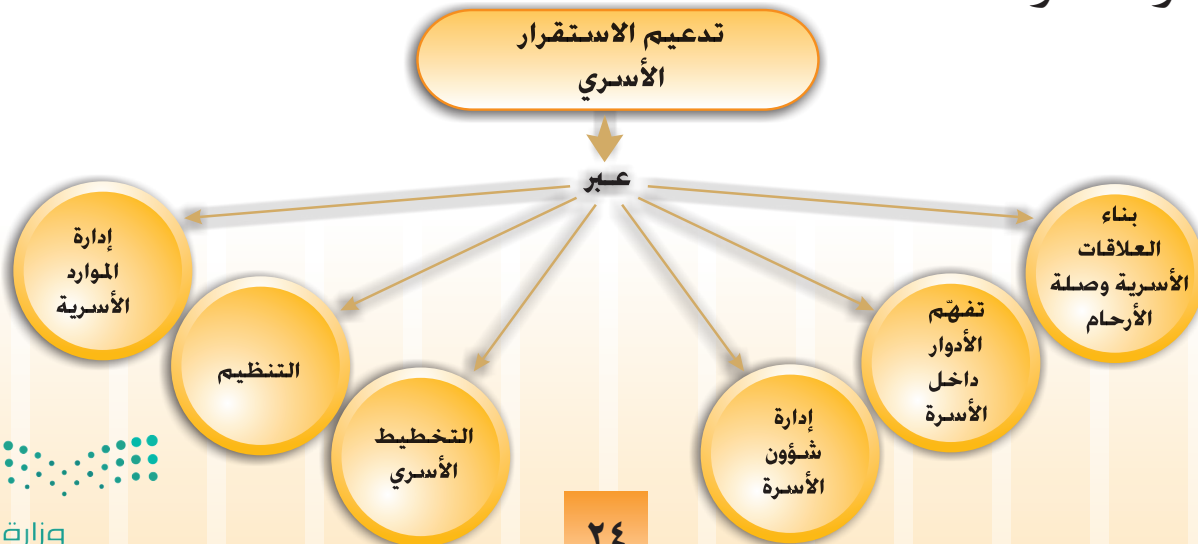 تدعيم الاستقرار
الأسري
عبر
بناء
العلاقات
الأسرية وصلة
الأرحام
تفهّم
الأدوار
داخل
الأسرة
إدارة
شؤون
الأسرة
التخطيط
الأسري
التنظيم
إدارة
الموارد
الأسرية
وزارة
٢٤